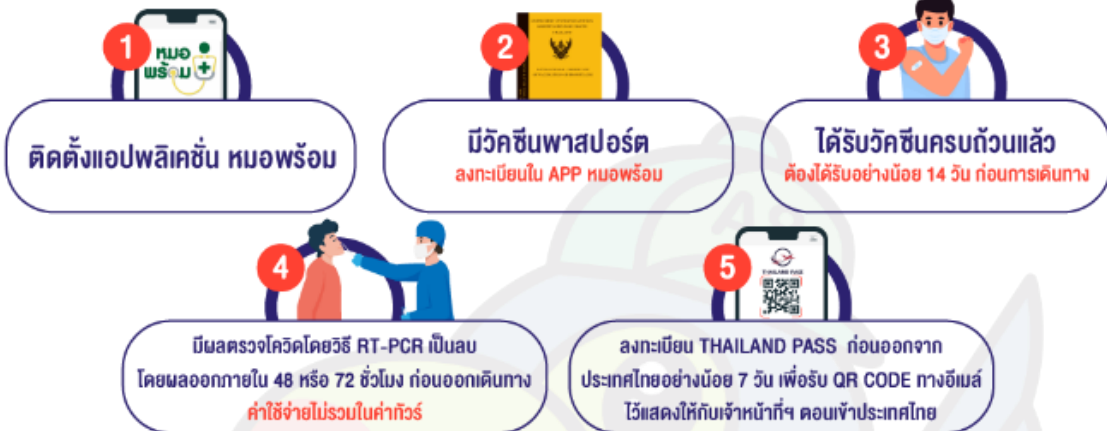 1
หมอ
พร้อม
ติดตั้งแอปพลิเคชั่น หมอพร้อม
2
มีวัคซีนพาสปอร์ต
ลงทะเบียนใน APP หมอพร้อม
3
ได้รับวัคซีนครบถ้วนแล้ว
ต้องได้รับอย่างน้อย 14 วัน ก่อนการเดินทาง
4
มีผลตรวจโควิดโดยวิธี RT-PCR เป็นลบ
โดยผลออกภายใน 48 หรือ 72 ชั่วโมง ก่อนออกเดินทาง
ค่าใช้จ่ายไม่รวมในค่าทัวร์
5
THAILAND PASS
ลงทะเบียน THAILAND PASS ก่อนออกจาก
ประเทศไทยอย่างน้อย 7 วัน เพื่อรับ QR CODE ทางอีเมล์
ไว้แสดงให้กับเจ้าหน้าที่ฯ ตอนเข้าประเทศไทย